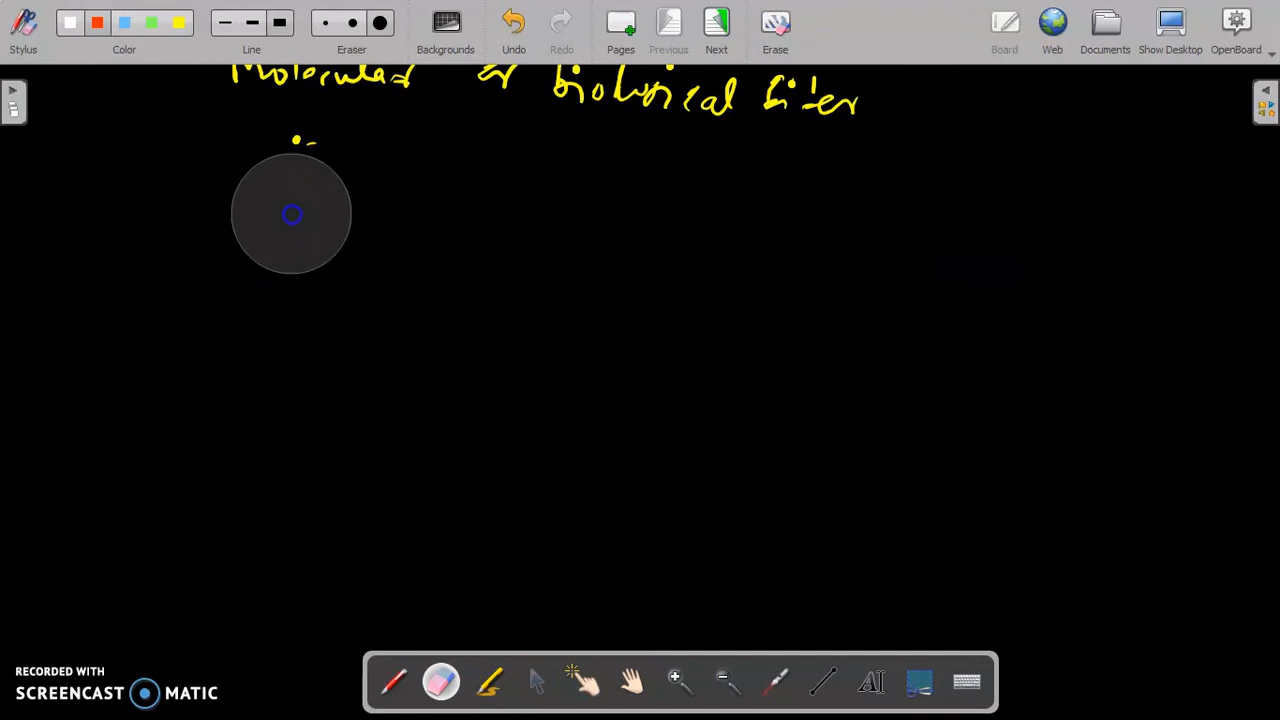 Stylus Color Line Eraser Backgrounds Undo Redo Pages Previous Next Erase Board Web Documents Show Desktop OpenBoard
Molecular or biological
RECORDED WITH
SCREENCAST MATIC